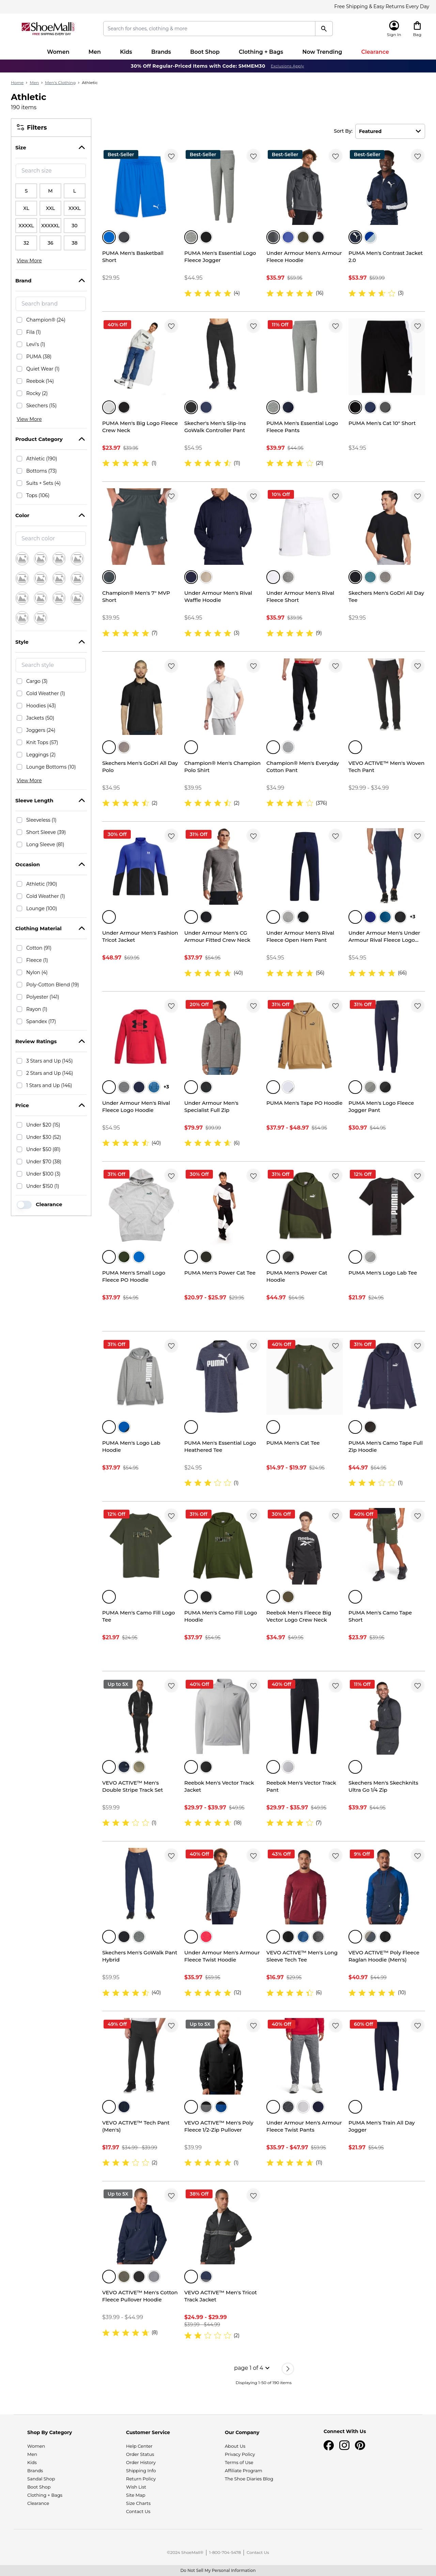 Free Shipping & Easy Returns Every Day
ShoeMall
FREE SHIPPING EVERY DAY
Search for shoes, clothing & more
Sign In
Bag
Women
Men
Kids
Brands
Boot Shop
Clothing + Bags
Now Trending
Clearance
30% Off Regular-Priced Items with Code: SMMEM30 Exclusions Apply
Home / Men / Men's Clothing / Athletic
Athletic
190 items
Filters
Sort By: Featured
Size
Search size
S
M
L
XL
XXL
XXXL
XXXXL
XXXXXL
30
32
36
38
View More
Brand
Search brand
Champion® (24)
Fila (1)
Levi's (1)
PUMA (38)
Quiet Wear (1)
Reebok (14)
Rocky (2)
Skechers (15)
View More
Product Category
Athletic (190)
Bottoms (73)
Suits + Sets (4)
Tops (106)
Color
Search color
Style
Search style
Cargo (3)
Cold Weather (1)
Hoodies (43)
Jackets (50)
Joggers (24)
Knit Tops (57)
Leggings (2)
Lounge Bottoms (10)
View More
Sleeve Length
Sleeveless (1)
Short Sleeve (39)
Long Sleeve (81)
Occasion
Athletic (190)
Cold Weather (1)
Lounge (100)
Clothing Material
Cotton (91)
Fleece (1)
Nylon (4)
Poly-Cotton Blend (19)
Polyester (141)
Rayon (1)
Spandex (17)
Review Ratings
3 Stars and Up (145)
2 Stars and Up (146)
1 Stars and Up (146)
Price
Under $20 (15)
Under $30 (52)
Under $50 (81)
Under $70 (38)
Under $100 (3)
Under $150 (1)
Clearance
Best-Seller
PUMA Men's Basketball Short
$29.95
Best-Seller
PUMA Men's Essential Logo Fleece Jogger
$44.95
(4)
Best-Seller
Under Armour Men's Armour Fleece Hoodie
$35.97 $59.95
(16)
Best-Seller
PUMA Men's Contrast Jacket 2.0
$53.97 $59.99
(3)
40% Off
PUMA Men's Big Logo Fleece Crew Neck
$23.97 $39.95
(1)
Skecher's Men's Slip-ins GoWalk Controller Pant
$54.95
(11)
11% Off
PUMA Men's Essential Logo Fleece Pants
$39.97 $44.95
(21)
PUMA Men's Cat 10" Short
$34.95
Champion® Men's 7" MVP Short
$39.95
(7)
Under Armour Men's Rival Waffle Hoodie
$64.95
(3)
10% Off
Under Armour Men's Rival Fleece Short
$35.97 $39.95
(9)
Skechers Men's GoDri All Day Tee
$29.95
Skechers Men's GoDri All Day Polo
$34.95
(2)
Champion® Men's Champion Polo Shirt
$39.95
(2)
Champion® Men's Everyday Cotton Pant
$34.99
(376)
VEVO ACTIVE™ Men's Woven Tech Pant
$29.99 - $34.99
30% Off
Under Armour Men's Fashion Tricot Jacket
$48.97 $69.95
31% Off
Under Armour Men's CG Armour Fitted Crew Neck
$37.97 $54.95
(40)
Under Armour Men's Rival Fleece Open Hem Pant
$54.95
(56)
+3
Under Armour Men's Under Armour Rival Fleece Logo...
$54.95
(66)
+3
Under Armour Men's Rival Fleece Logo Hoodie
$54.95
(40)
20% Off
Under Armour Men's Specialist Full Zip
$79.97 $99.99
(6)
31% Off
PUMA Men's Tape PO Hoodie
$37.97 - $48.97 $54.95
31% Off
PUMA Men's Logo Fleece Jogger Pant
$30.97 $44.95
31% Off
PUMA Men's Small Logo Fleece PO Hoodie
$37.97 $54.95
30% Off
PUMA Men's Power Cat Tee
$20.97 - $25.97 $29.95
31% Off
PUMA Men's Power Cat Hoodie
$44.97 $64.95
12% Off
PUMA Men's Logo Lab Tee
$21.97 $24.95
31% Off
PUMA Men's Logo Lab Hoodie
$37.97 $54.95
PUMA Men's Essential Logo Heathered Tee
$24.95
(1)
40% Off
PUMA Men's Cat Tee
$14.97 - $19.97 $24.95
31% Off
PUMA Men's Camo Tape Full Zip Hoodie
$44.97 $64.95
(1)
12% Off
PUMA Men's Camo Fill Logo Tee
$21.97 $24.95
31% Off
PUMA Men's Camo Fill Logo Hoodie
$37.97 $54.95
30% Off
Reebok Men's Fleece Big Vector Logo Crew Neck
$34.97 $49.95
40% Off
PUMA Men's Camo Tape Short
$23.97 $39.95
Up to 5X
VEVO ACTIVE™ Men's Double Stripe Track Set
$59.99
(1)
40% Off
Reebok Men's Vector Track Jacket
$29.97 - $39.97 $49.95
(18)
40% Off
Reebok Men's Vector Track Pant
$29.97 - $35.97 $49.95
(7)
11% Off
Skechers Men's Skechknits Ultra Go 1/4 Zip
$39.97 $44.95
Skechers Men's GoWalk Pant Hybrid
$59.95
(40)
40% Off
Under Armour Men's Armour Fleece Twist Hoodie
$35.97 $59.95
(12)
43% Off
VEVO ACTIVE™ Men's Long Sleeve Tech Tee
$16.97 $29.95
(6)
9% Off
VEVO ACTIVE™ Poly Fleece Raglan Hoodie (Men's)
$40.97 $44.99
(10)
49% Off
VEVO ACTIVE™ Tech Pant (Men's)
$17.97 $34.99 - $39.99
(2)
Up to 5X
VEVO ACTIVE™ Men's Poly Fleece 1/2-Zip Pullover
$39.99
(1)
40% Off
Under Armour Men's Armour Fleece Twist Pants
$35.97 - $47.97 $59.95
(11)
60% Off
PUMA Men's Train All Day Jogger
$21.97 $54.95
Up to 5X
VEVO ACTIVE™ Men's Cotton Fleece Pullover Hoodie
$39.99 - $44.99
(8)
38% Off
VEVO ACTIVE™ Men's Tricot Track Jacket
$24.99 - $29.99
$39.99 - $44.99
(2)
page 1 of 4
Displaying 1-50 of 190 items
Shop By Category
Women
Men
Kids
Brands
Sandal Shop
Boot Shop
Clothing + Bags
Clearance
Customer Service
Help Center
Order Status
Order History
Shipping Info
Return Policy
Wish List
Site Map
Size Charts
Contact Us
Our Company
About Us
Privacy Policy
Terms of Use
Affiliate Program
The Shoe Diaries Blog
Connect With Us
©2024 ShoeMall® | 1-800-704-5478 | Contact Us
Do Not Sell My Personal Information